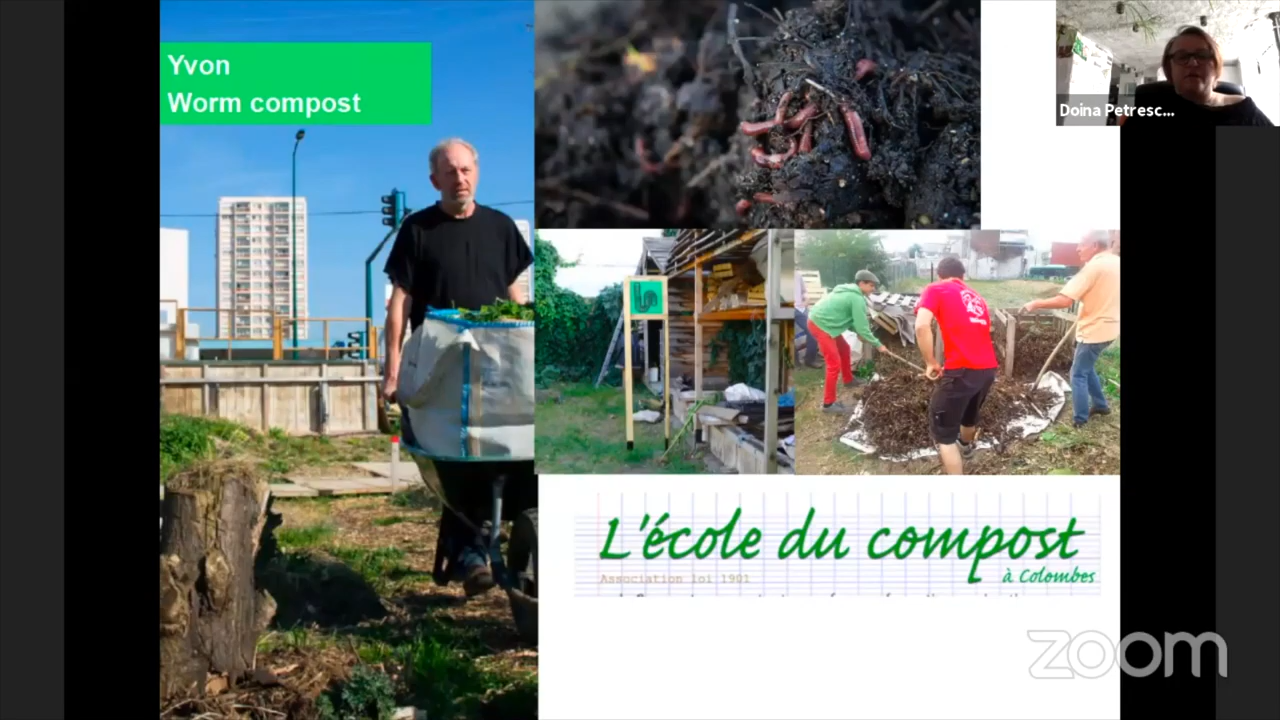 Yvon
Worm compost
Doina Petresc...
L'école du compost
à Colombes
Association loi 1901
zoom